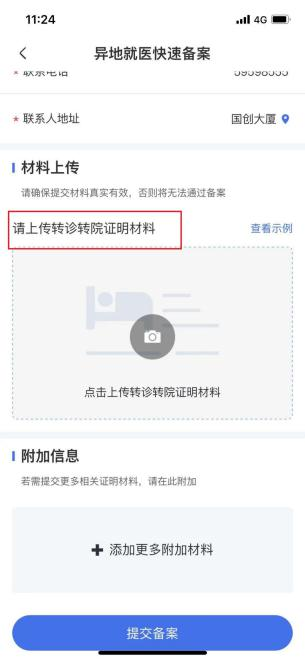 11:24
4G
异地就医快速备案
* 联系电话
59598555
* 联系人地址
国创大厦
材料上传
请确保提交材料真实有效，否则将无法通过备案
请上传转诊转院证明材料
查看示例
点击上传转诊转院证明材料
附加信息
若需提交更多相关证明材料，请在此附加
+ 添加更多附加材料
提交备案